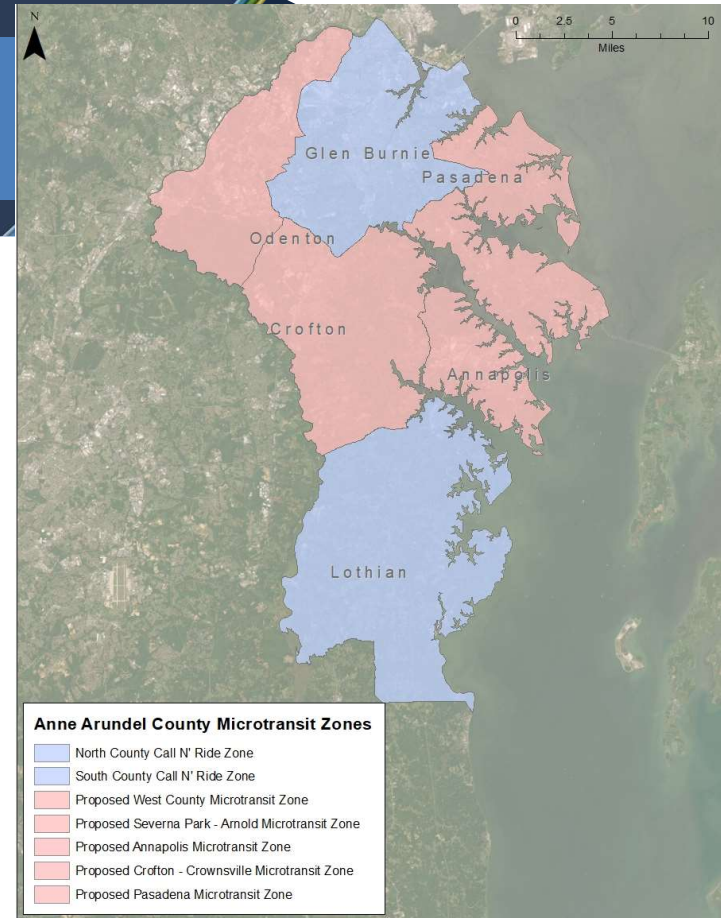 N
0 2.5 5 10
Miles
Glen Burnie
Pasadena
Odenton
Crofton
Annapolis
Lothian
Anne Arundel County Microtransit Zones
North County Call N' Ride Zone
South County Call N' Ride Zone
Proposed West County Microtransit Zone
Proposed Severna Park - Arnold Microtransit Zone
Proposed Annapolis Microtransit Zone
Proposed Crofton - Crownsville Microtransit Zone
Proposed Pasadena Microtransit Zone